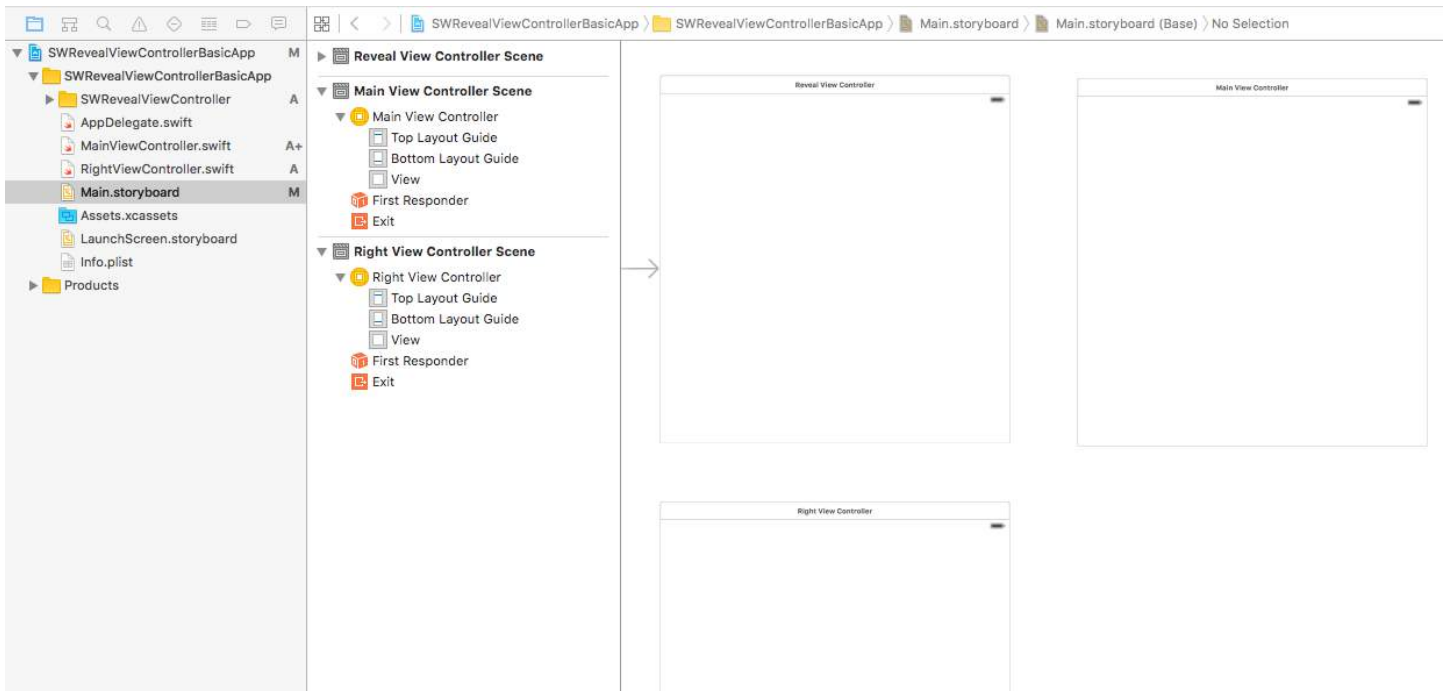 SWRevealViewControllerBasicApp 〉 SWRevealViewControllerBasicApp 〉 Main.storyboard 〉 Main.storyboard (Base) 〉 No Selection
SWRevealViewControllerBasicApp M
SWRevealViewControllerBasicApp
SWRevealViewController A
AppDelegate.swift
MainViewController.swift A+
RightViewController.swift A
Main.storyboard M
Assets.xcassets
LaunchScreen.storyboard
Info.plist
Products
Reveal View Controller Scene
Main View Controller Scene
Main View Controller
Top Layout Guide
Bottom Layout Guide
View
First Responder
Exit
Right View Controller Scene
Right View Controller
Top Layout Guide
Bottom Layout Guide
View
First Responder
Exit
Reveal View Controller
Main View Controller
Right View Controller